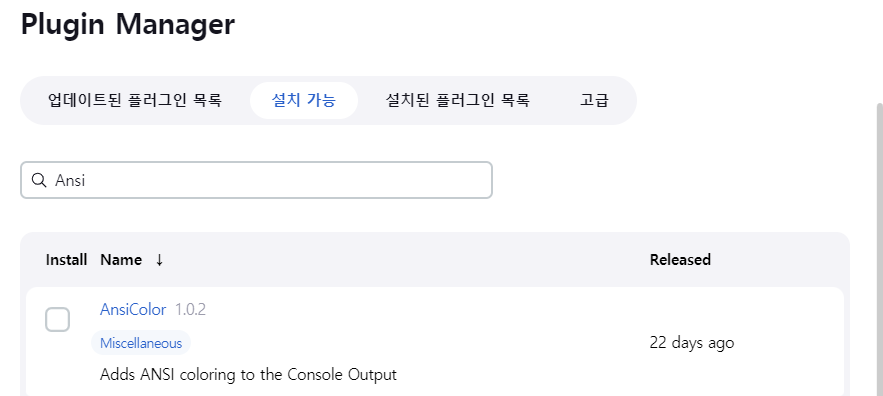 Plugin Manager
업데이트된 플러그인 목록 설치 가능 설치된 플러그인 목록 고급
Ansi
Install Name ↓ Released
AnsiColor 1.0.2
Miscellaneous
22 days ago
Adds ANSI coloring to the Console Output